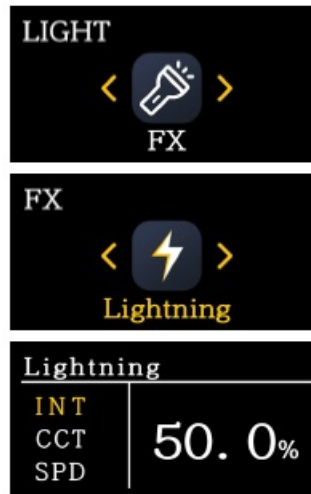 LIGHT
FX
FX
Lightning
Lightning
INT
CCT
SPD
50.0%